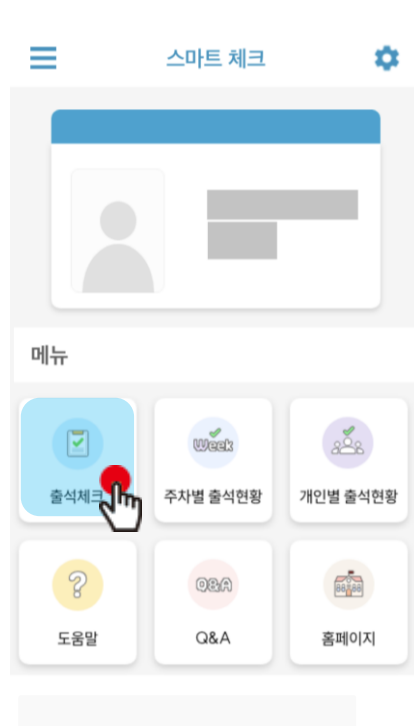 스마트 체크
메뉴
Week
출석체크
주차별 출석현황
개인별 출석현황
Q&A
?
도움말
Q&A
홈페이지